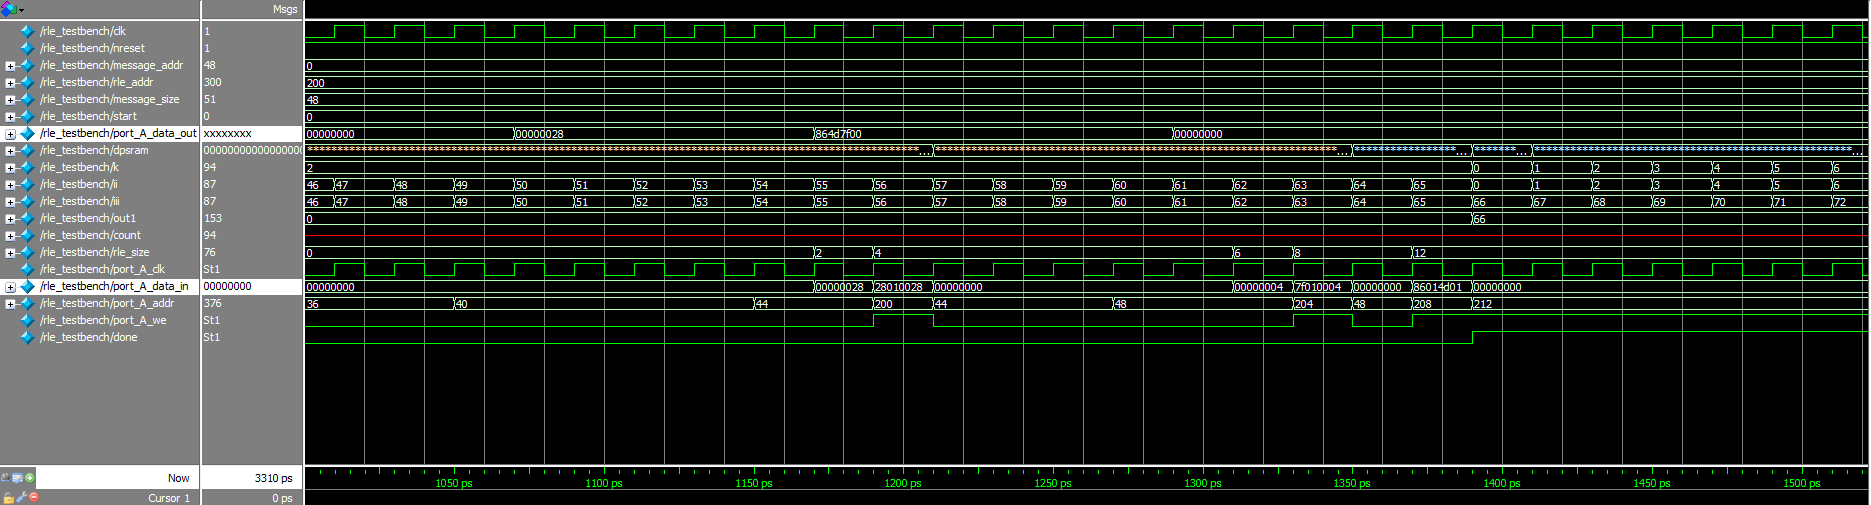 Msgs
/rle_testbench/clk 1
/rle_testbench/nreset 1
/rle_testbench/message_addr 48 0
/rle_testbench/rle_addr 300 200
/rle_testbench/message_size 51 48
/rle_testbench/start 0 0
/rle_testbench/port_A_data_out xxxxxxxx 00000000 00000028 864d7f00 00000000
/rle_testbench/dpsram
/rle_testbench/k 94 2 0 1 2 3 4 5 6
/rle_testbench/ii 87 46 47 48 49 50 51 52 53 54 55 56 57 58 59 60 61 62 63 64 65 0 1 2 3 4 5 6
/rle_testbench/iii 87 46 47 48 49 50 51 52 53 54 55 56 57 58 59 60 61 62 63 64 65 66 67 68 69 70 71 72
/rle_testbench/out1 153 0 66
/rle_testbench/count 94
/rle_testbench/rle_size 76 0 2 4 6 8 12
/rle_testbench/port_A_clk St1
/rle_testbench/port_A_data_in 00000000 00000000 00000028 28010028 00000000 00000004 7f010004 00000000 86014d01 00000000
/rle_testbench/port_A_addr 376 36 40 44 200 44 48 204 48 208 212
/rle_testbench/port_A_we St1
/rle_testbench/done St1
Now 3310 ps
1050 ps 1100 ps 1150 ps 1200 ps 1250 ps 1300 ps 1350 ps 1400 ps 1450 ps 1500 ps
Cursor 1 0 ps